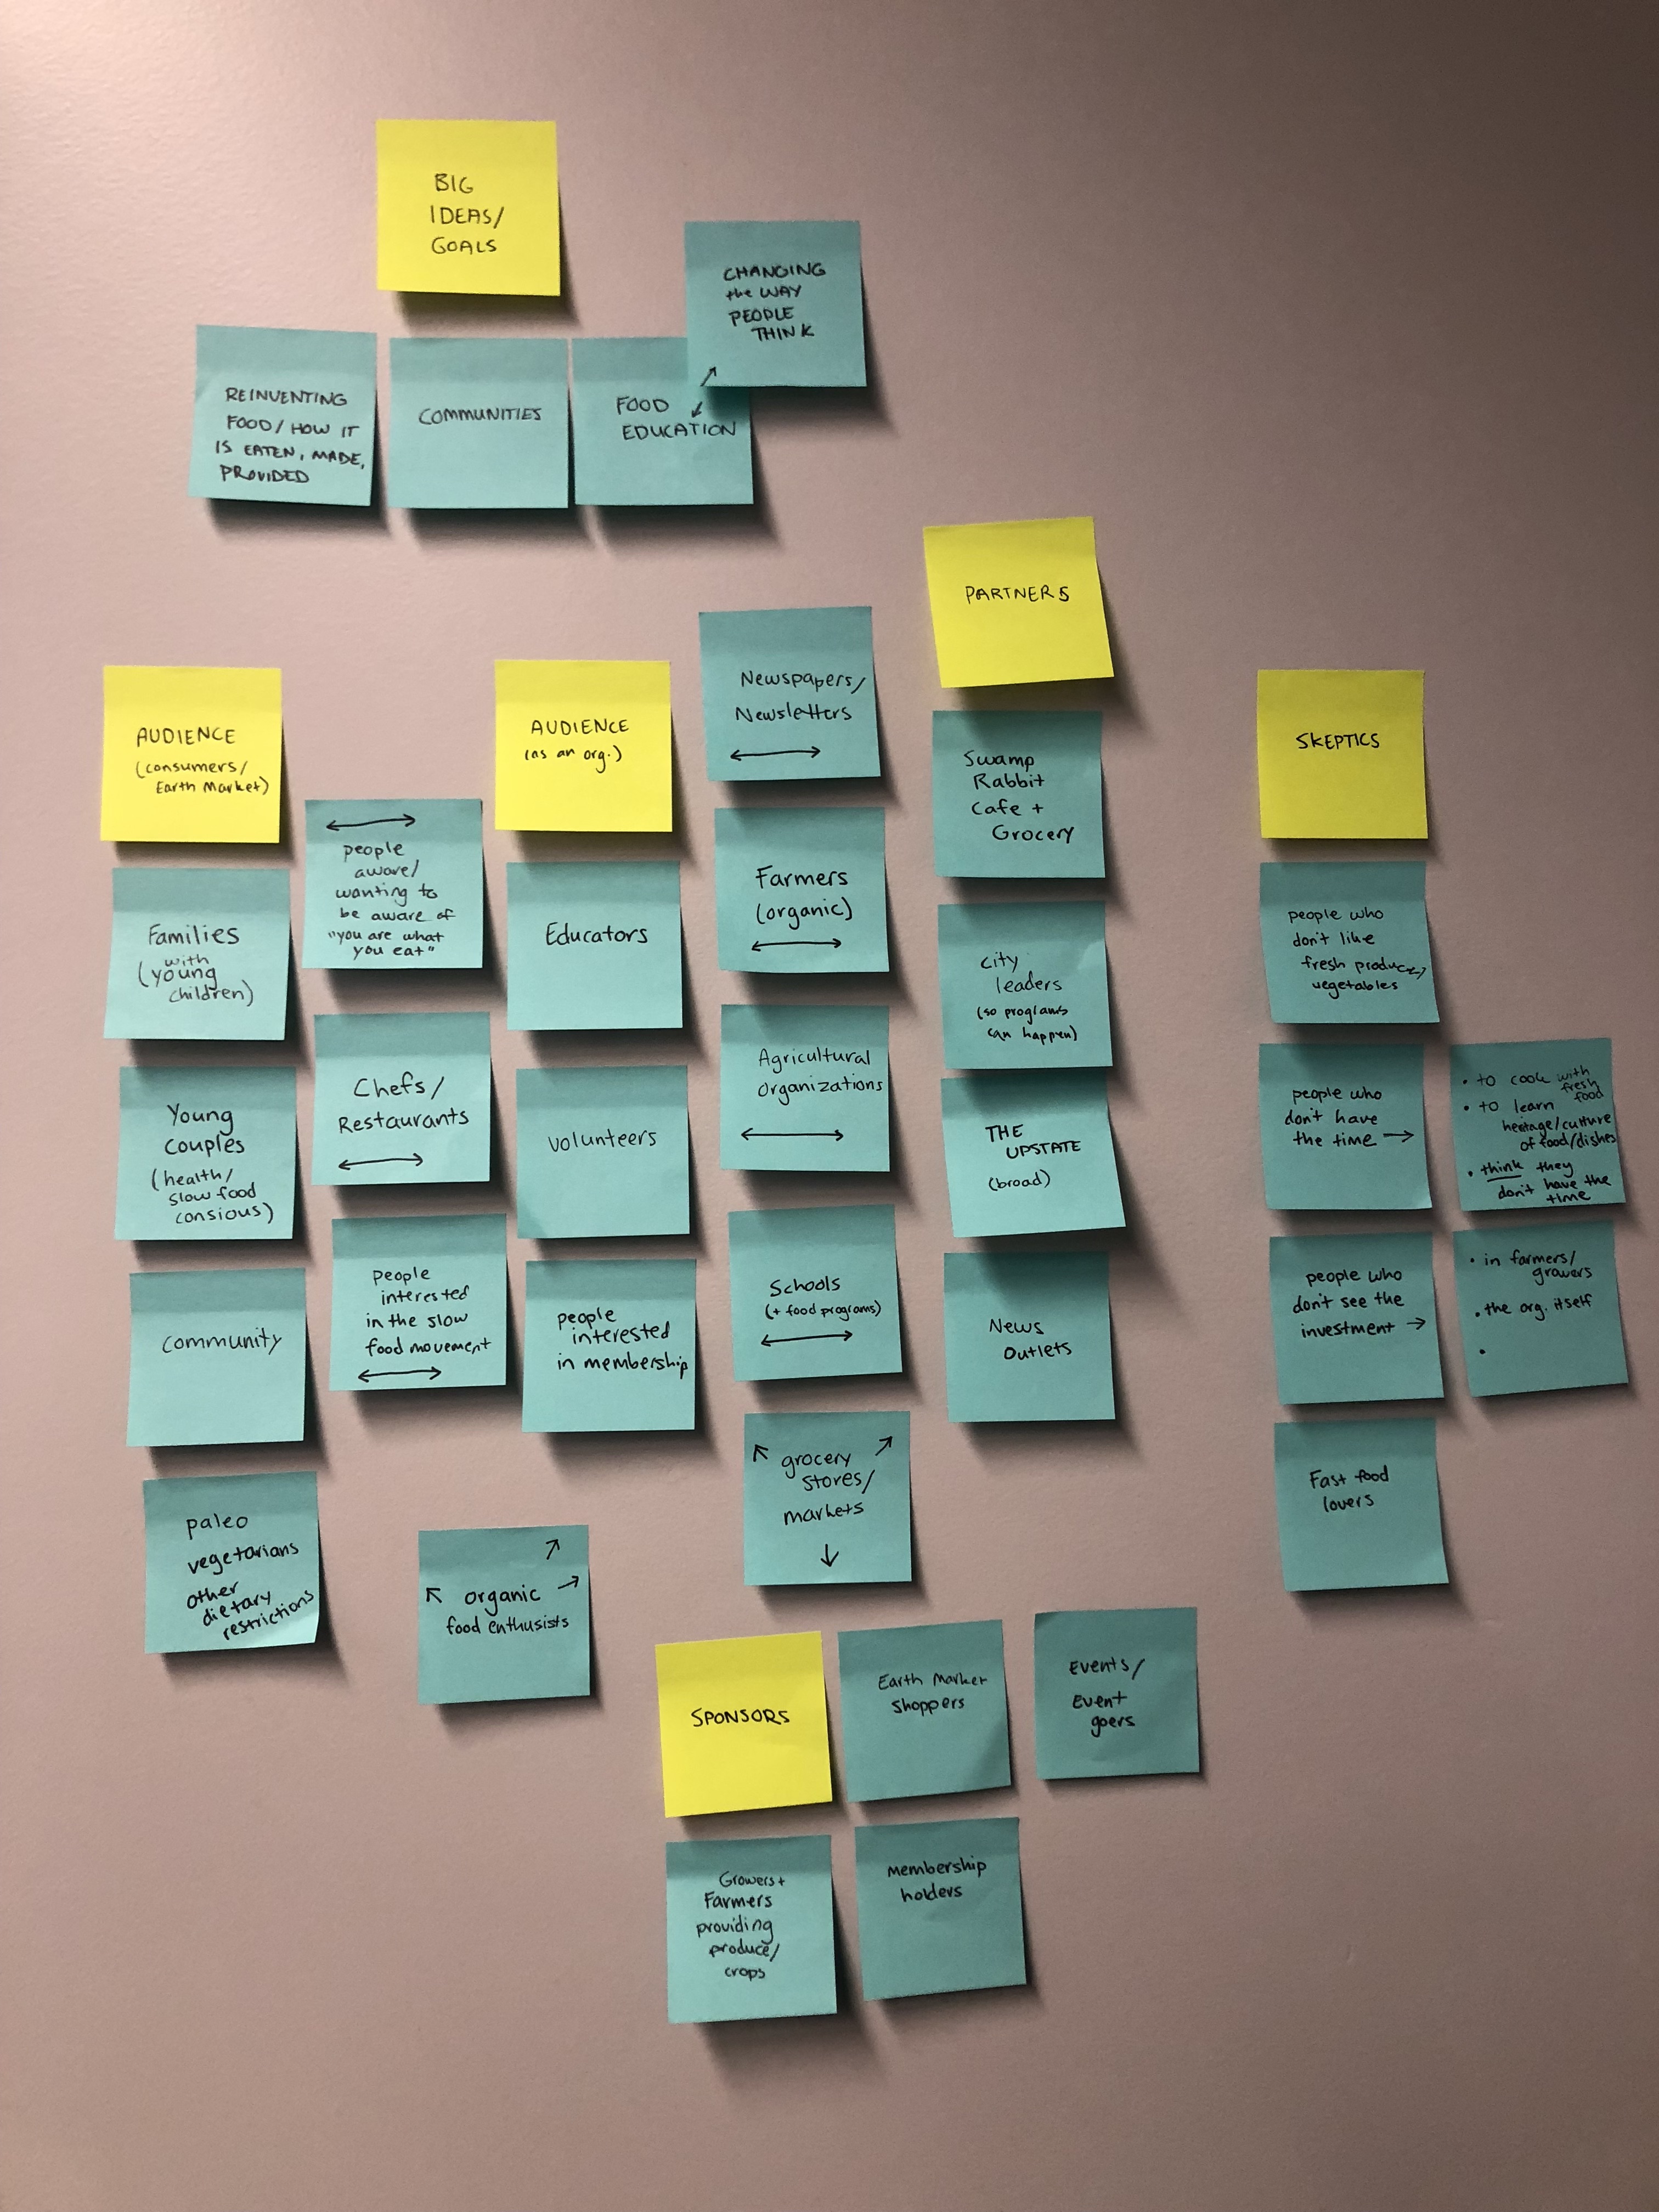 BIG
IDEAS/
GOALS
CHANGING
the WAY
PEOPLE
THINK
REINVENTING
FOOD/ HOW IT
IS EATEN, MADE,
PROVIDED
COMMUNITIES
FOOD
EDUCATION
AUDIENCE
(consumers/
Earth Market)
Families
with
(young
children)
Young
couples
(health/
slow food
consious)
community
paleo
vegetarians
other
dietary
restrictions
people
aware/
wanting to
be aware of
"you are what
you eat"
Chefs/
Restaurants
people
interested
in the slow
food movement
organic
food enthusists
AUDIENCE
(as an org.)
Educators
volunteers
people
interested
in membership
Newspapers/
Newsletters
Farmers
(organic)
Agricultural
organizations
Schools
(+ food programs)
grocery
stores/
markets
PARTNERS
Swamp
Rabbit
Cafe +
Grocery
city
leaders
(so programs
can happen)
THE
UPSTATE
(broad)
News
Outlets
SKEPTICS
people who
don't like
fresh produce/
vegetables
people who
don't have
the time →
• to cook with
fresh
food
• to learn
heritage/culture
of food/dishes
• think they
don't have the
time
people who
don't see the
investment →
• in farmers/
growers
• the org. itself
•
Fast food
lovers
SPONSORS
Earth Market
shoppers
Events/
Event
goers
Growers +
Farmers
providing
produce/
crops
membership
holders